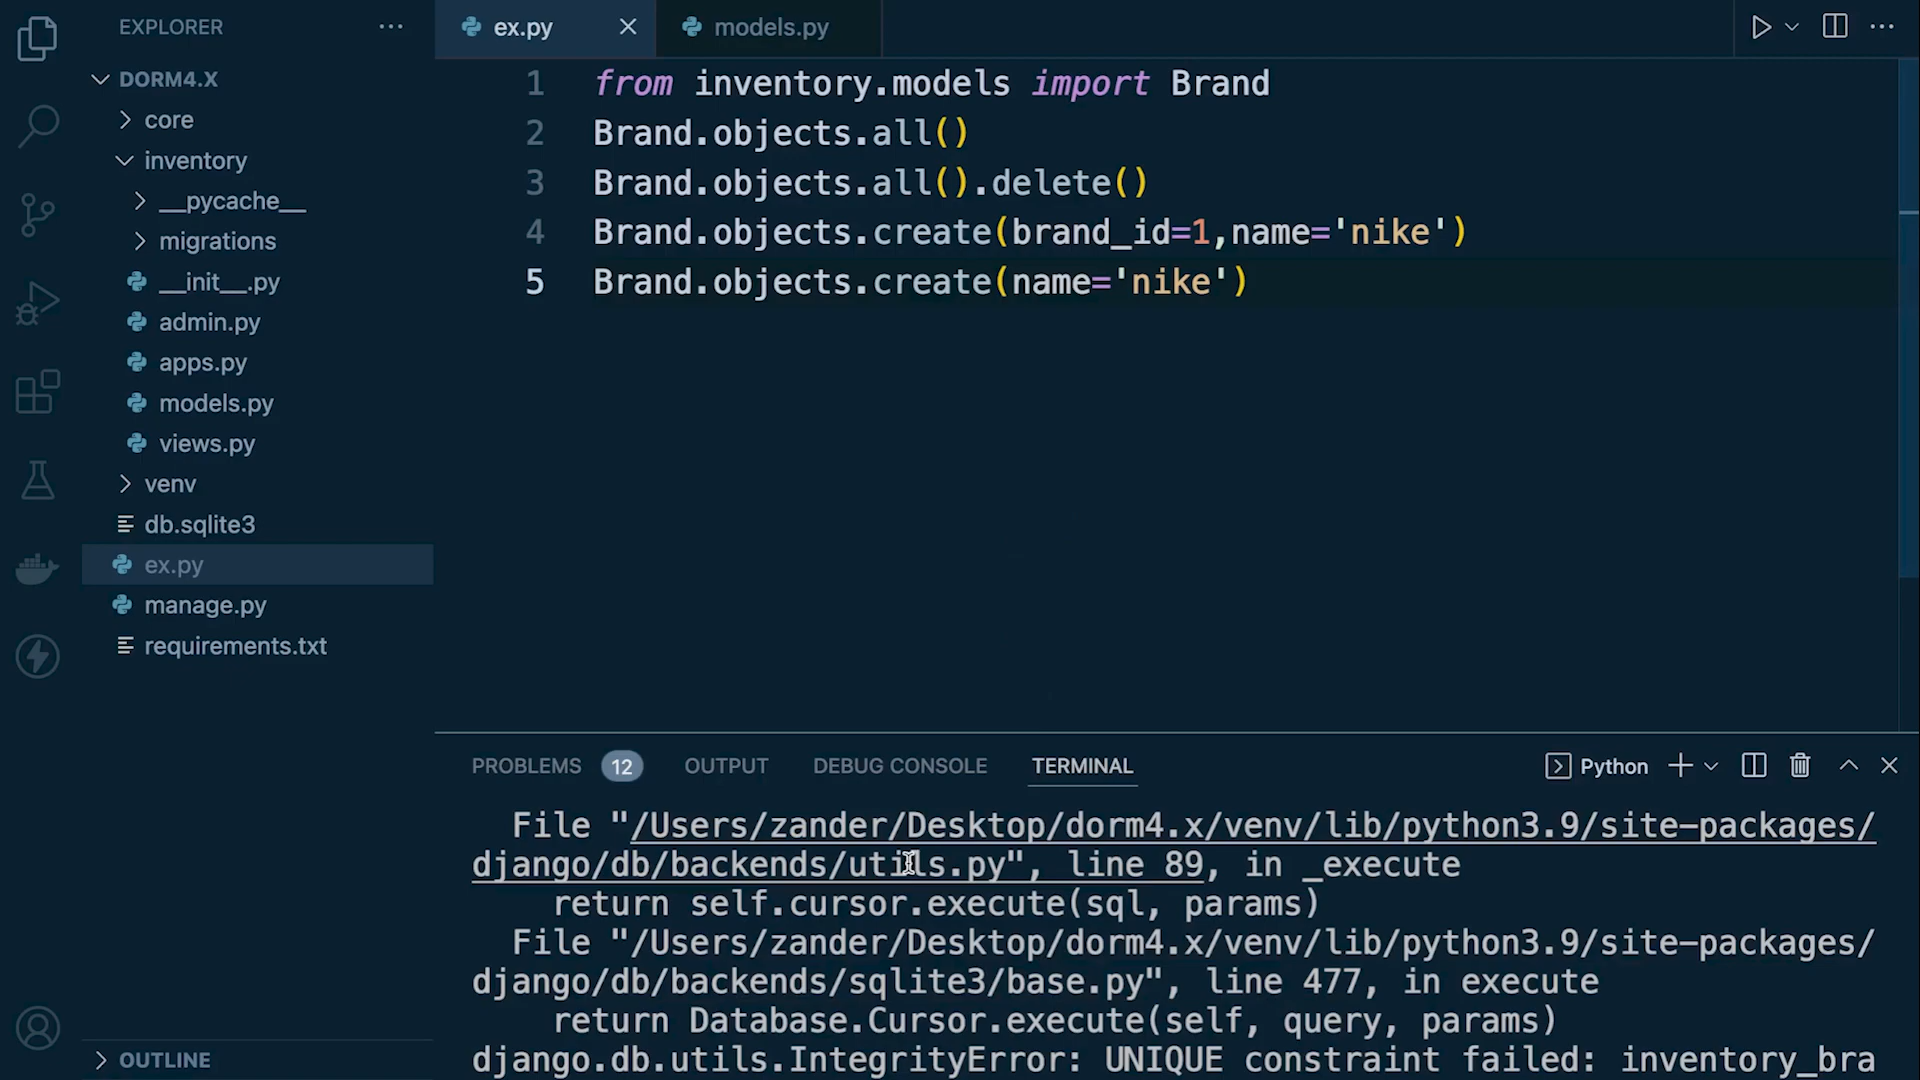 EXPLORER
DORM4.X
core
inventory
__pycache__
migrations
__init__.py
admin.py
apps.py
models.py
views.py
venv
db.sqlite3
ex.py
manage.py
requirements.txt
OUTLINE
ex.py
models.py
1 from inventory.models import Brand
2 Brand.objects.all()
3 Brand.objects.all().delete()
4 Brand.objects.create(brand_id=1,name='nike')
5 Brand.objects.create(name='nike')
PROBLEMS 12 OUTPUT DEBUG CONSOLE TERMINAL Python
File "/Users/zander/Desktop/dorm4.x/venv/lib/python3.9/site-packages/
django/db/backends/utils.py", line 89, in _execute
return self.cursor.execute(sql, params)
File "/Users/zander/Desktop/dorm4.x/venv/lib/python3.9/site-packages/
django/db/backends/sqlite3/base.py", line 477, in execute
return Database.Cursor.execute(self, query, params)
django.db.utils.IntegrityError: UNIQUE constraint failed: inventory_bra